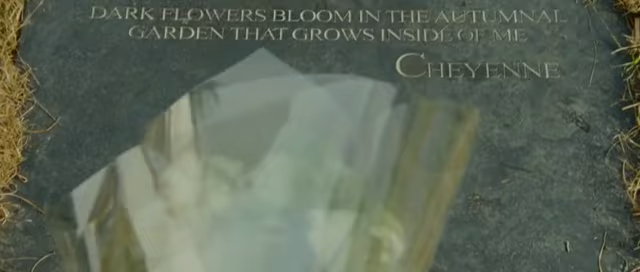 DARK FLOWERS BLOOM IN THE AUTUMNAL
GARDEN THAT GROWS INSIDE OF ME
CHEYENNE